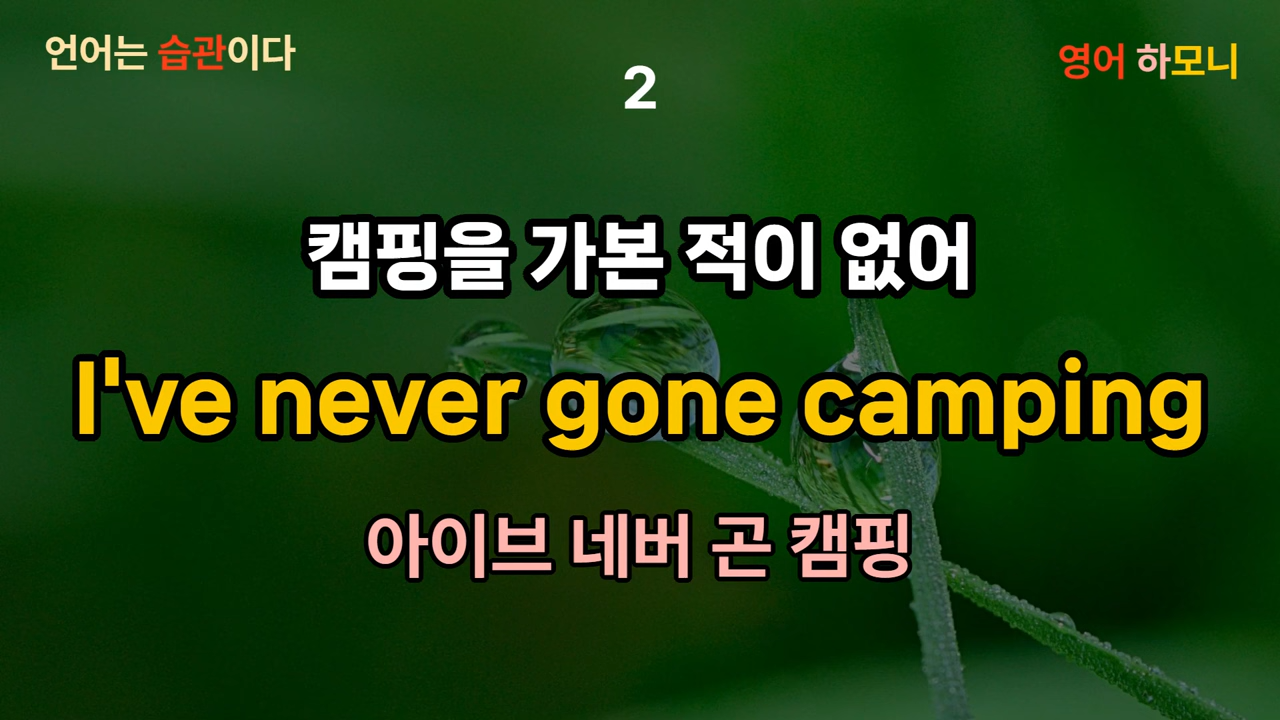 언어는 습관이다
영어 하모니
2
캠핑을 가본 적이 없어
I've never gone camping
아이브 네버 곤 캠핑